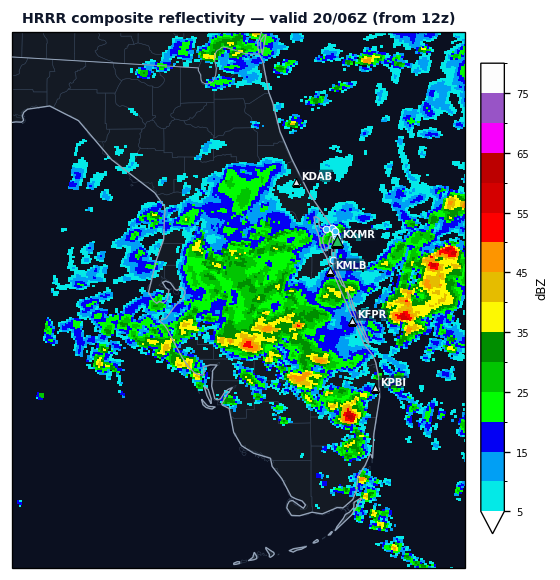 HRRR composite reflectivity — valid 20/06Z (from 12z)
KDAB
KXMR
KMLB
KFPR
KPBI
75
65
55
45
35
25
15
5
dBZ